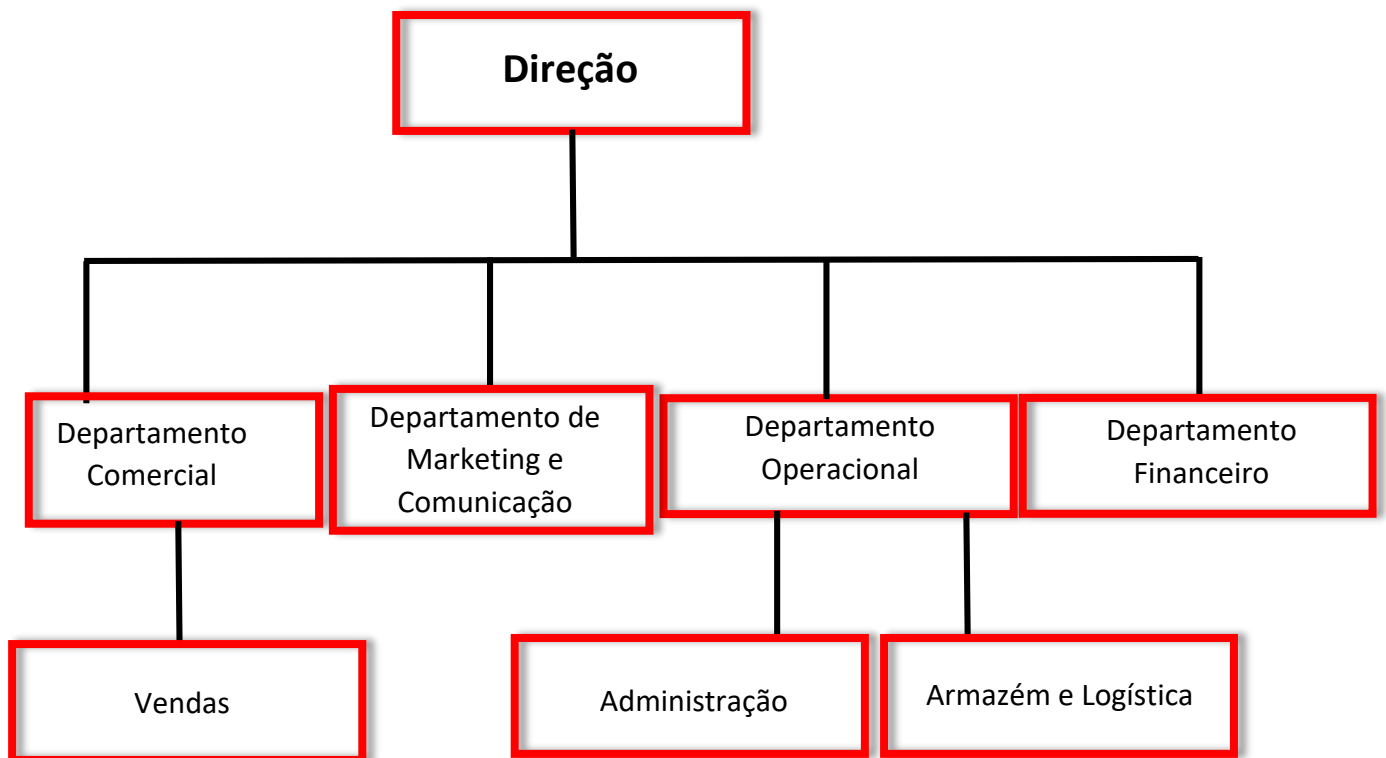 Direção
Departamento
Comercial
Departamento de
Marketing e
Comunicação
Departamento
Operacional
Departamento
Financeiro
Vendas
Administração
Armazém e Logística